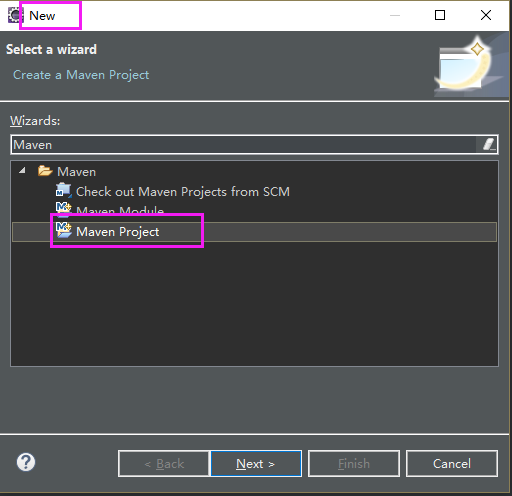 New
Select a wizard
Create a Maven Project
Wizards:
Maven
Maven
Check out Maven Projects from SCM
Maven Module
Maven Project
< Back Next > Finish Cancel